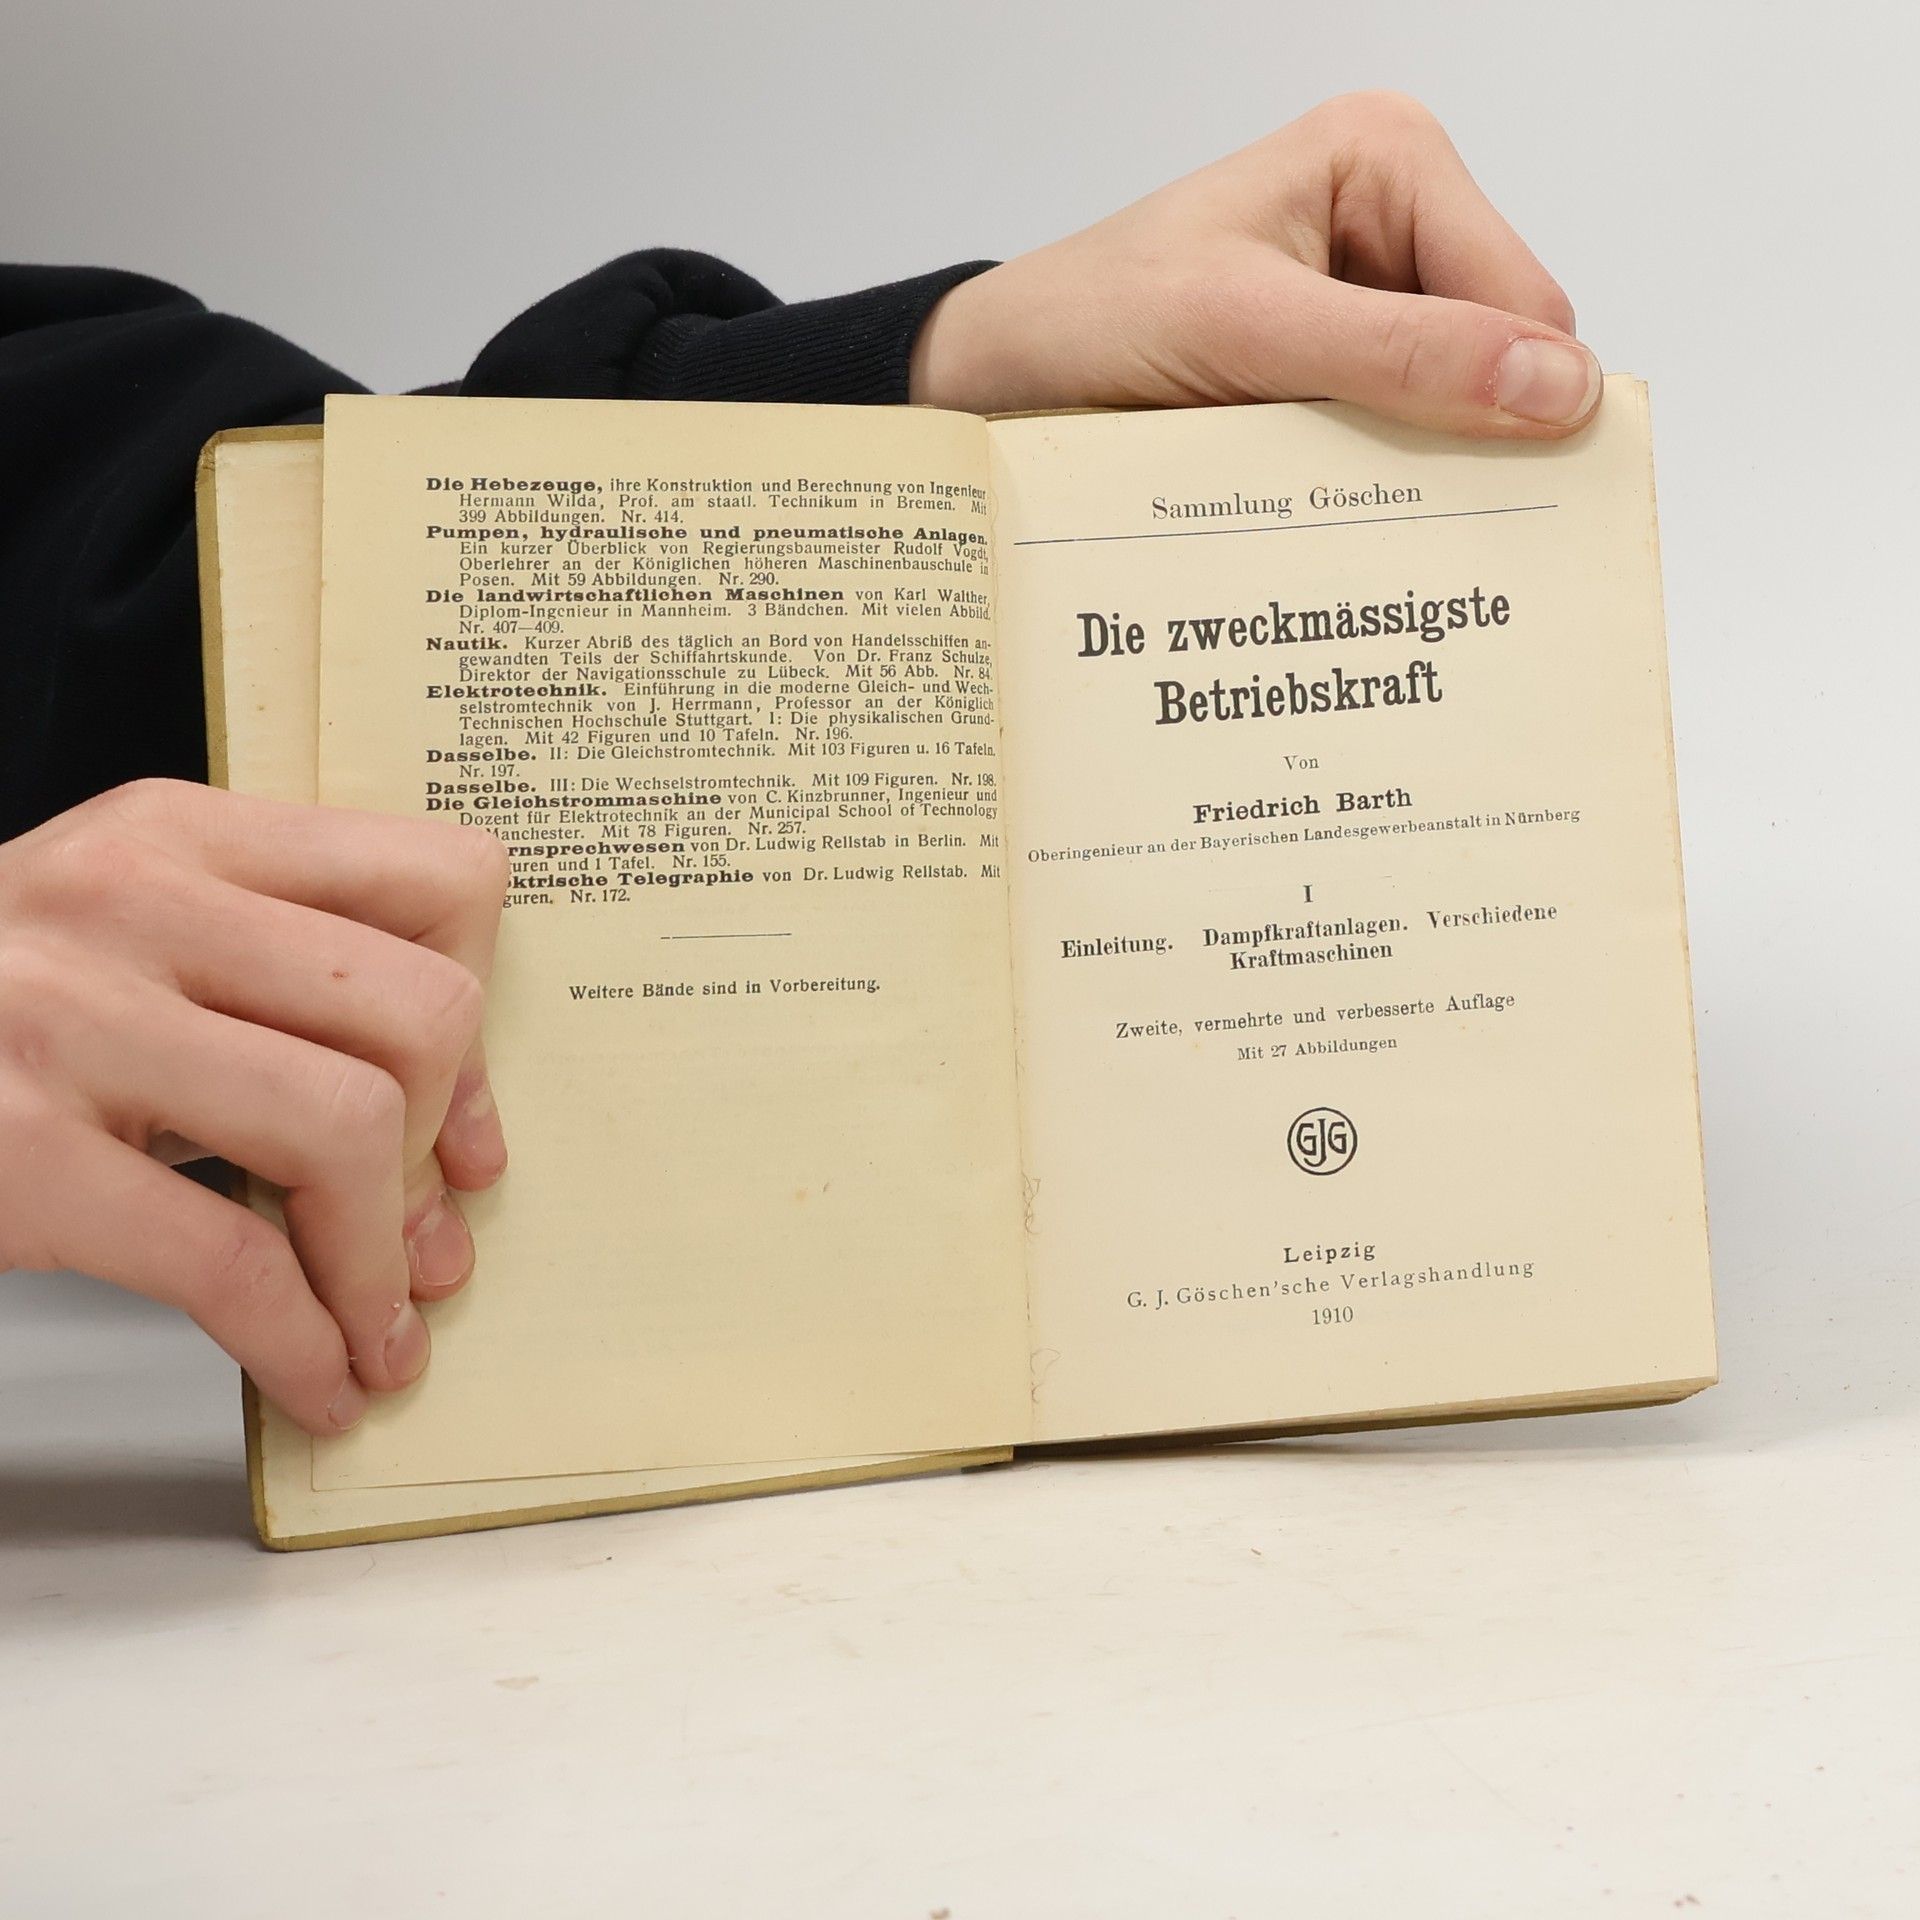 Die Hebezeuge, ihre Konstruktion und Berechnung von Ingenieur
Hermann Wilda, Prof. am staatl. Technikum in Bremen. Mit
399 Abbildungen. Nr. 414.
Pumpen, hydraulische und pneumatische Anlagen.
Ein kurzer Überblick von Regierungsbaumeister Rudolf Vogdt,
Oberlehrer an der Königlichen höheren Maschinenbauschule in
Posen. Mit 59 Abbildungen. Nr. 290.
Die landwirtschaftlichen Maschinen von Karl Walther,
Diplom-Ingenieur in Mannheim. 3 Bändchen. Mit vielen Abbild.
Nr. 407—409.
Nautik. Kurzer Abriß des täglich an Bord von Handelsschiffen an-
gewandten Teils der Schiffahrtskunde. Von Dr. Franz Schulze,
Direktor der Navigationsschule zu Lübeck. Mit 56 Abb. Nr. 84.
Elektrotechnik. Einführung in die moderne Gleich- und Wech-
selstromtechnik von J. Herrmann, Professor an der Königlich
Technischen Hochschule Stuttgart. I: Die physikalischen Grund-
lagen. Mit 42 Figuren und 10 Tafeln. Nr. 196.
Dasselbe. II: Die Gleichstromtechnik. Mit 103 Figuren u. 16 Tafeln.
Nr. 197.
Dasselbe. III: Die Wechselstromtechnik. Mit 109 Figuren. Nr. 198.
Die Gleichstrommaschine von C. Kinzbrunner, Ingenieur und
Dozent für Elektrotechnik an der Municipal School of Technology
Manchester. Mit 78 Figuren. Nr. 257.
rnsprechwesen von Dr. Ludwig Rellstab in Berlin. Mit
uren und 1 Tafel. Nr. 155.
ktrische Telegraphie von Dr. Ludwig Rellstab. Mit
guren. Nr. 172.
Weitere Bände sind in Vorbereitung.
Sammlung Göschen
Die zweckmässigste
Betriebskraft
Von
Friedrich Barth
Oberingenieur an der Bayerischen Landesgewerbeanstalt in Nürnberg
I
Einleitung. Dampfkraftanlagen. Verschiedene
Kraftmaschinen
Zweite, vermehrte und verbesserte Auflage
Mit 27 Abbildungen
GJG
Leipzig
G. J. Göschen'sche Verlagshandlung
1910